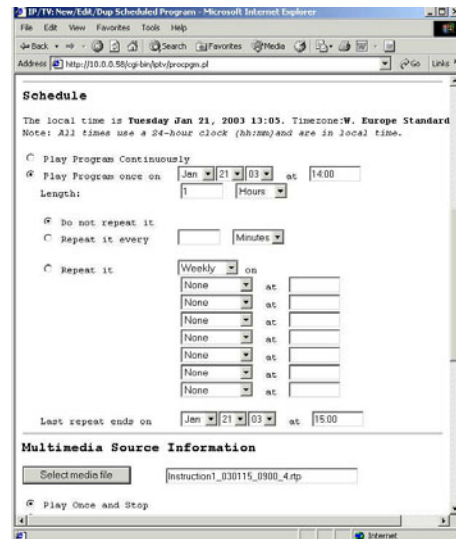 IP/TV: New/Edit/Dup Scheduled Program - Microsoft Internet Explorer
File Edit View Favorites Tools Help
Back Search Favorites Media
Address http://10.0.0.58/cgi-bin/iptv/procpgm.pl Go Links
Schedule
The local time is Tuesday Jan 21, 2003 13:05. Timezone:W. Europe Standard
Note: All times use a 24-hour clock (hh:mm)and are in local time.
Play Program Continuously
Play Program once on Jan 21 03 at 14:00
Length: 1 Hours
Do not repeat it
Repeat it every Minutes
Repeat it Weekly on
None at
None at
None at
None at
None at
None at
None at
Last repeat ends on Jan 21 03 at 15:00
Multimedia Source Information
Select media file Instruction1_030115_0900_4.rtp
Play Once and Stop
Internet